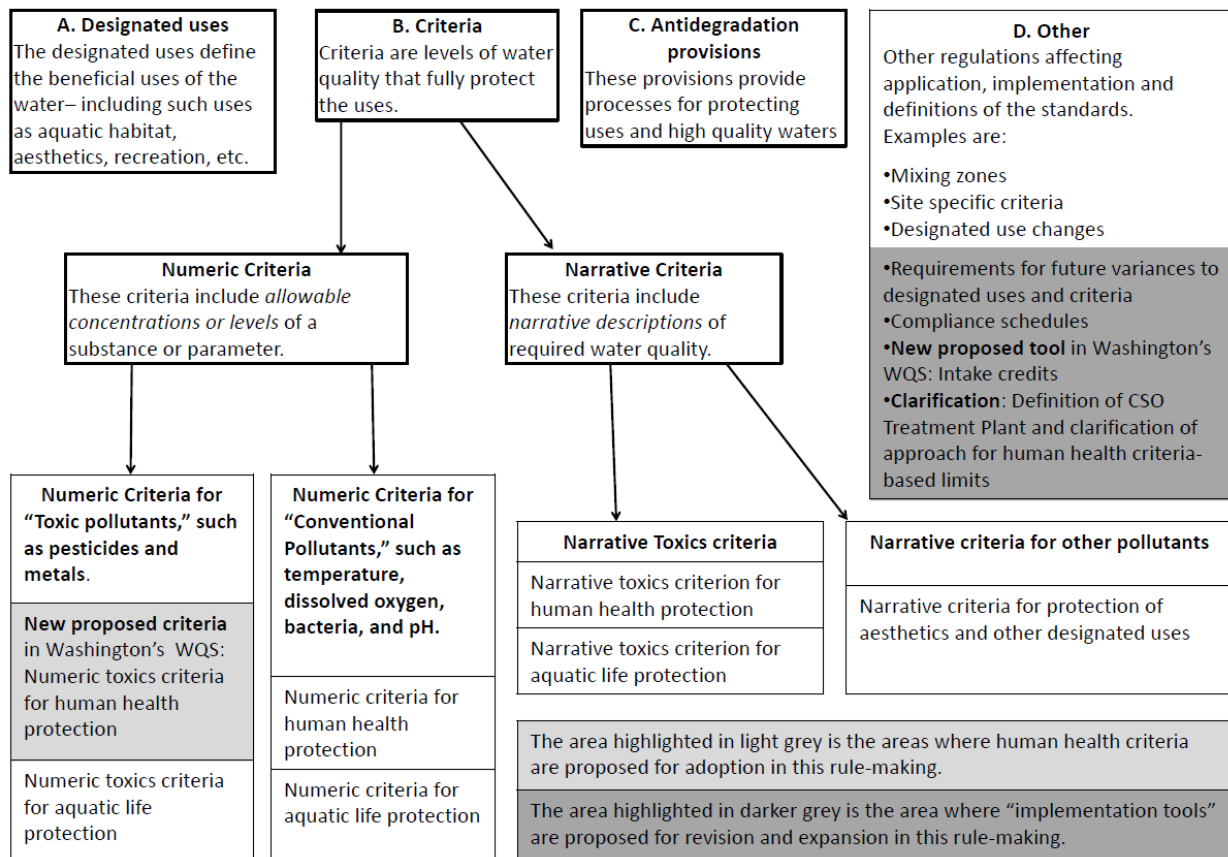 A. Designated uses
The designated uses define
the beneficial uses of the
water– including such uses
as aquatic habitat,
aesthetics, recreation, etc.
B. Criteria
Criteria are levels of water
quality that fully protect
the uses.
C. Antidegradation
provisions
These provisions provide
processes for protecting
uses and high quality waters
D. Other
Other regulations affecting
application, implementation and
definitions of the standards.
Examples are:
•Mixing zones
•Site specific criteria
•Designated use changes
•Requirements for future variances to
designated uses and criteria
•Compliance schedules
•New proposed tool in Washington’s
WQS: Intake credits
•Clarification: Definition of CSO
Treatment Plant and clarification of
approach for human health criteria-
based limits
Numeric Criteria
These criteria include allowable
concentrations or levels of a
substance or parameter.
Narrative Criteria
These criteria include
narrative descriptions of
required water quality.
Numeric Criteria for
“Toxic pollutants,” such
as pesticides and
metals.
New proposed criteria
in Washington’s WQS:
Numeric toxics criteria
for human health
protection
Numeric toxics criteria
for aquatic life
protection
Numeric Criteria for
“Conventional
Pollutants,” such as
temperature,
dissolved oxygen,
bacteria, and pH.
Numeric criteria for
human health
protection
Numeric criteria for
aquatic life protection
Narrative Toxics criteria
Narrative toxics criterion for
human health protection
Narrative toxics criterion for
aquatic life protection
Narrative criteria for other pollutants
Narrative criteria for protection of
aesthetics and other designated uses
The area highlighted in light grey is the areas where human health criteria
are proposed for adoption in this rule-making.
The area highlighted in darker grey is the area where “implementation tools”
are proposed for revision and expansion in this rule-making.